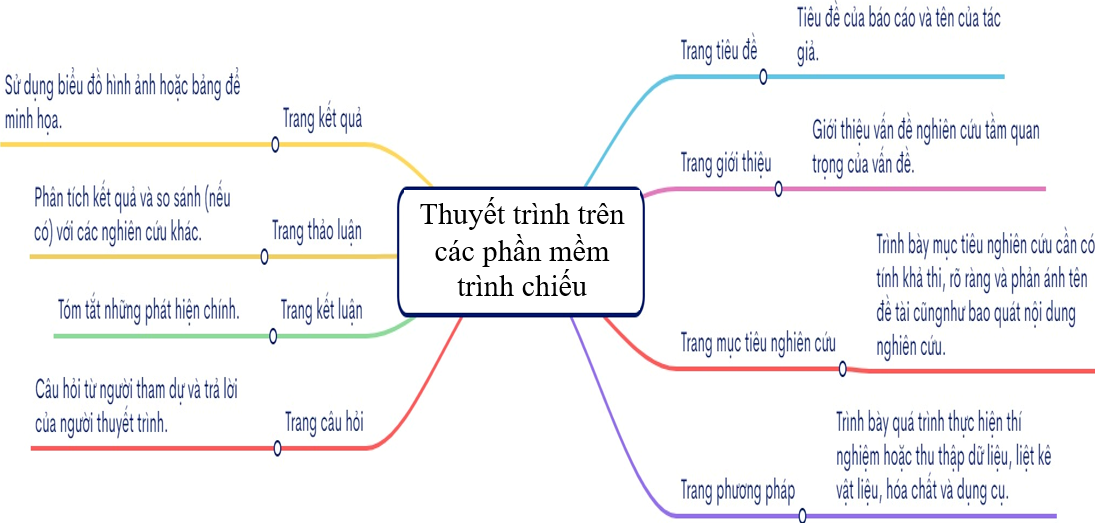 Thuyết trình trên
các phần mềm
trình chiếu
Trang tiêu đề
Tiêu đề của báo cáo và tên của tác
giả.
Trang giới thiệu
Giới thiệu vấn đề nghiên cứu tầm quan
trọng của vấn đề.
Trang mục tiêu nghiên cứu
Trình bày mục tiêu nghiên cứu cần có
tính khả thi, rõ ràng và phản ánh tên
đề tài cũngnhư bao quát nội dung
nghiên cứu.
Trang phương pháp
Trình bày quá trình thực hiện thí
nghiệm hoặc thu thập dữ liệu, liệt kê
vật liệu, hóa chất và dụng cụ.
Trang kết quả
Sử dụng biểu đồ hình ảnh hoặc bảng để
minh họa.
Trang thảo luận
Phân tích kết quả và so sánh (nếu
có) với các nghiên cứu khác.
Trang kết luận
Tóm tắt những phát hiện chính.
Trang câu hỏi
Câu hỏi từ người tham dự và trả lời
của người thuyết trình.